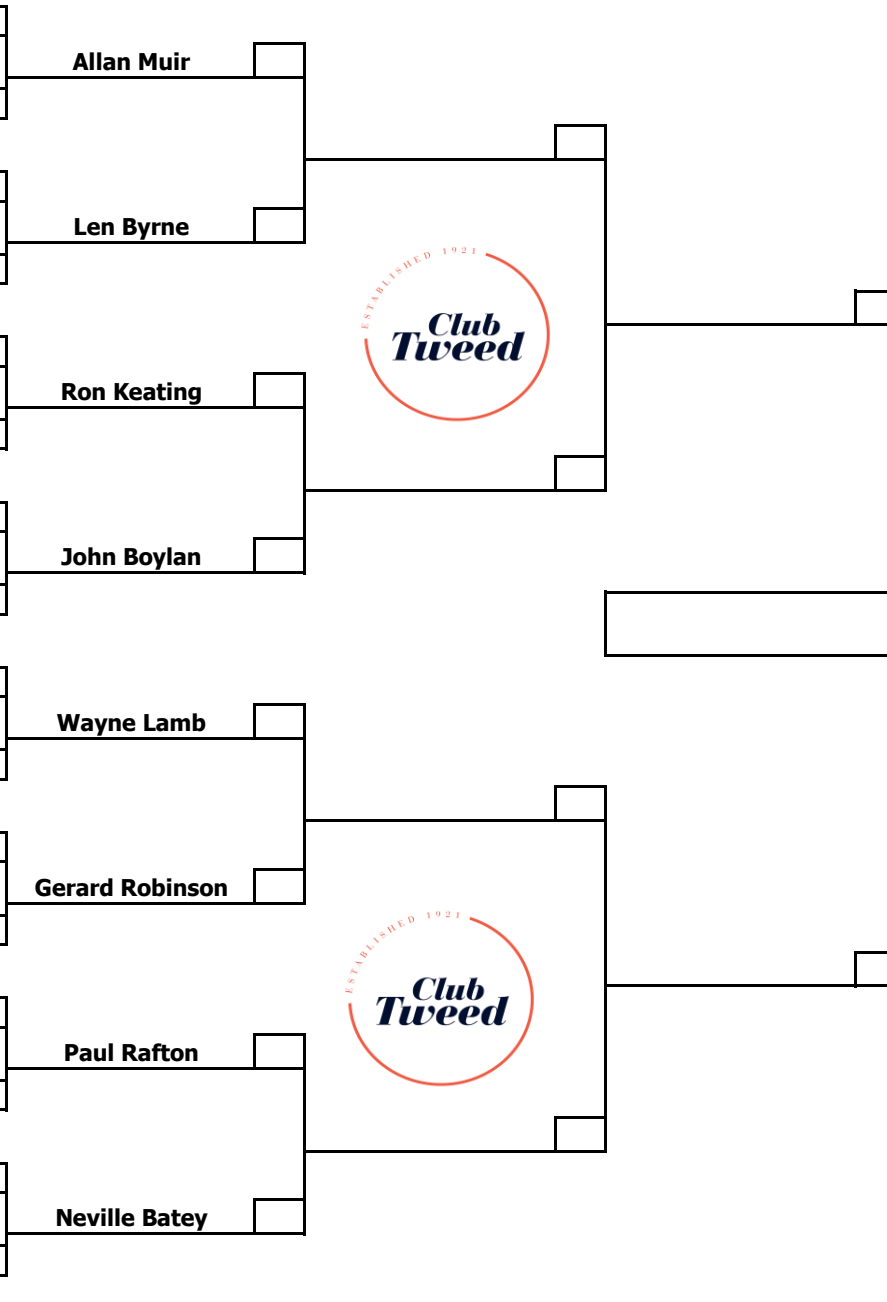 Allan Muir
Len Byrne
ESTABLISHED 1921
Club
Tweed
Ron Keating
John Boylan
Wayne Lamb
Gerard Robinson
ESTABLISHED 1921
Club
Tweed
Paul Rafton
Neville Batey